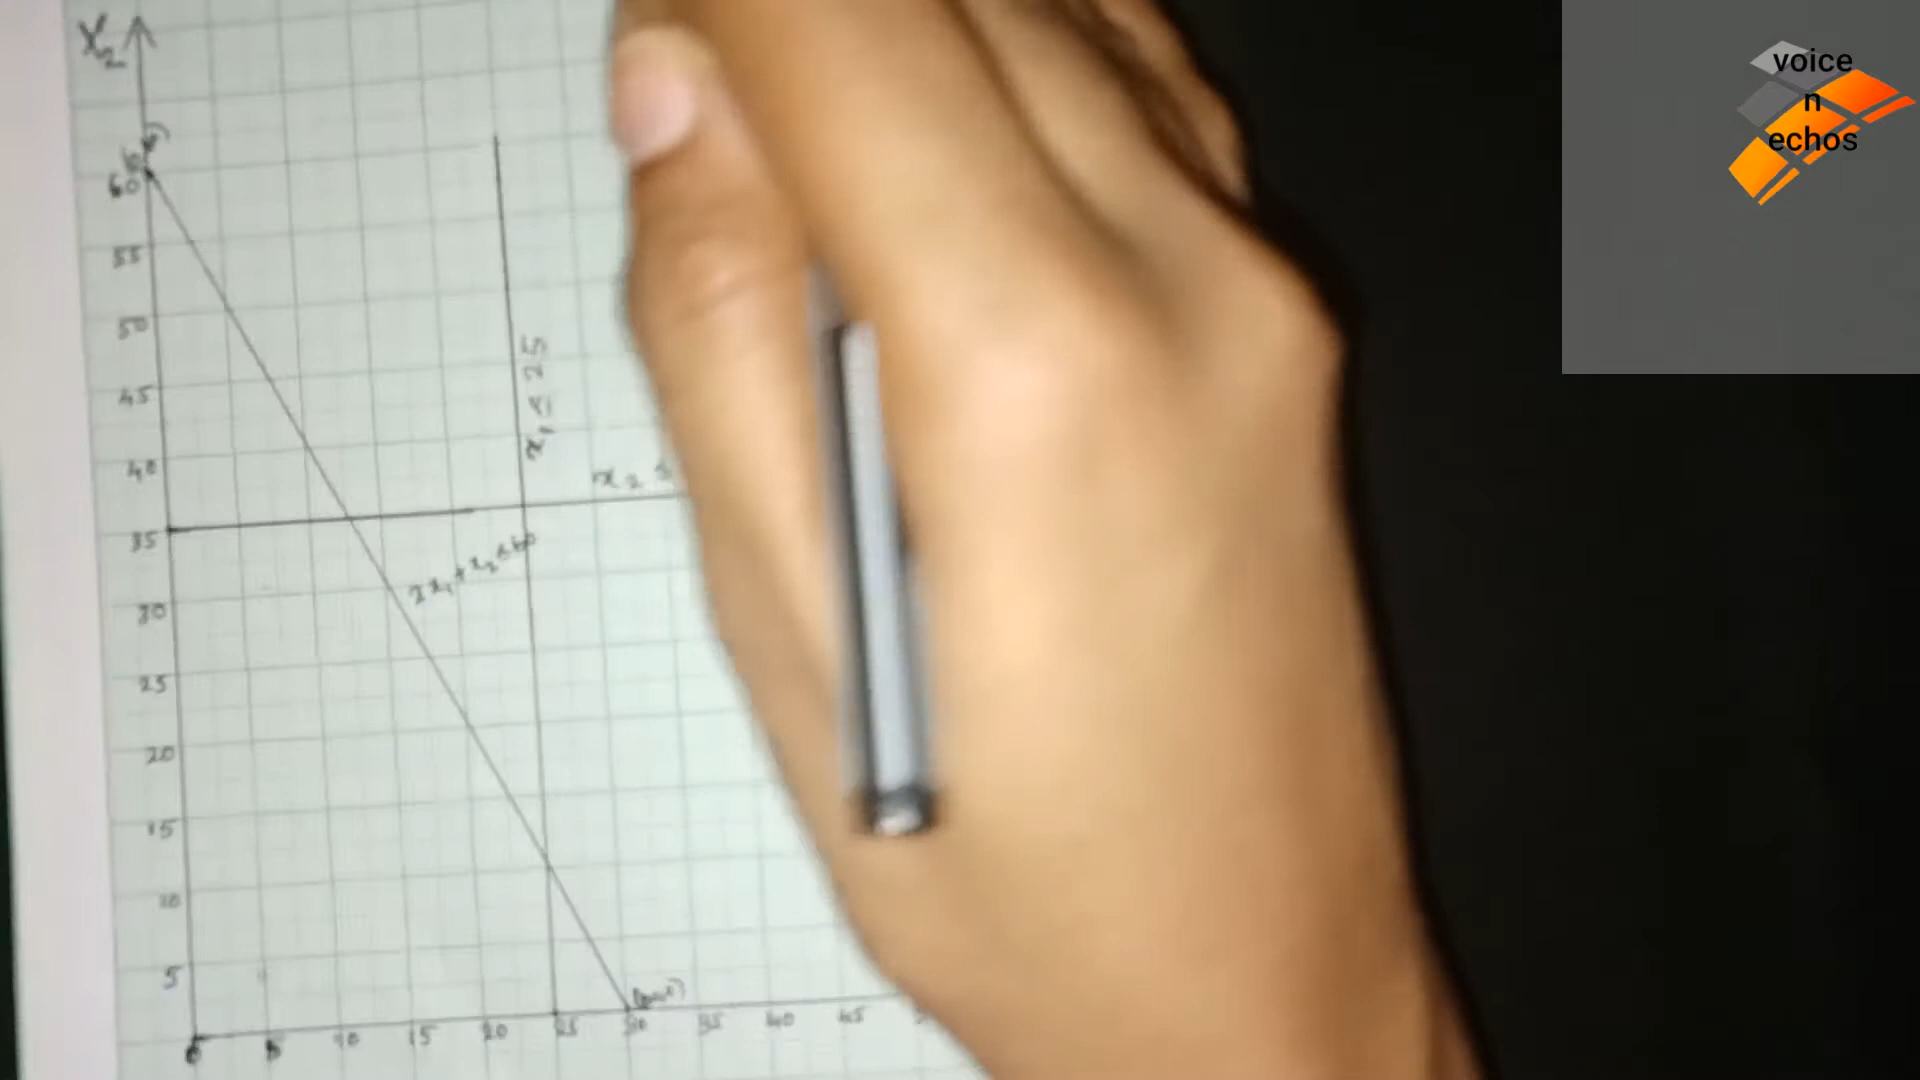 X₂
voice
n
echos
60
55
50
x₁ ≤ 25
45
40
x₂ ≤
35
2x₁ + x₂ ≤ 60
30
25
20
15
10
5
0 5 10 15 20 25 30 35 40 45